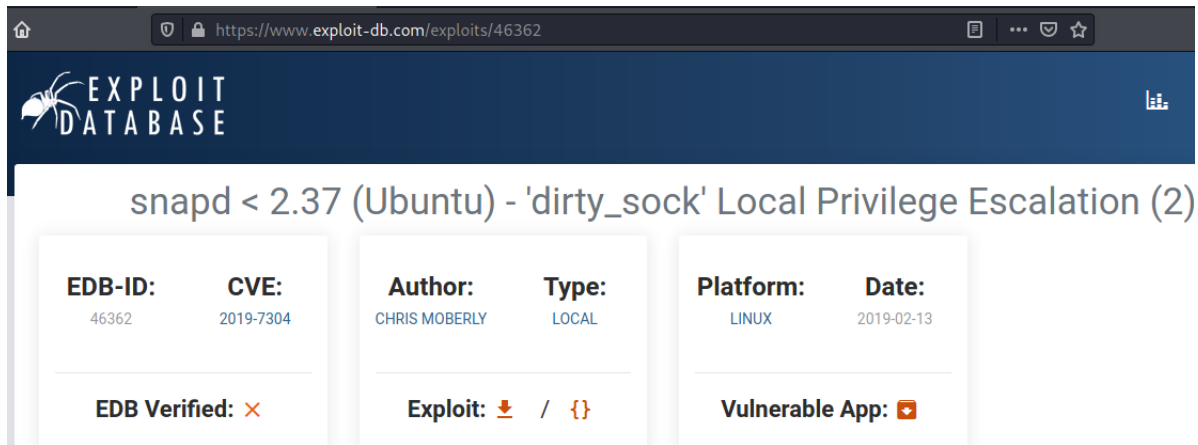 https://www.exploit-db.com/exploits/46362
EXPLOIT
DATABASE
snapd < 2.37 (Ubuntu) - 'dirty_sock' Local Privilege Escalation (2)
EDB-ID: CVE: Author: Type: Platform: Date:
46362 2019-7304 CHRIS MOBERLY LOCAL LINUX 2019-02-13
EDB Verified: × Exploit: / {} Vulnerable App: